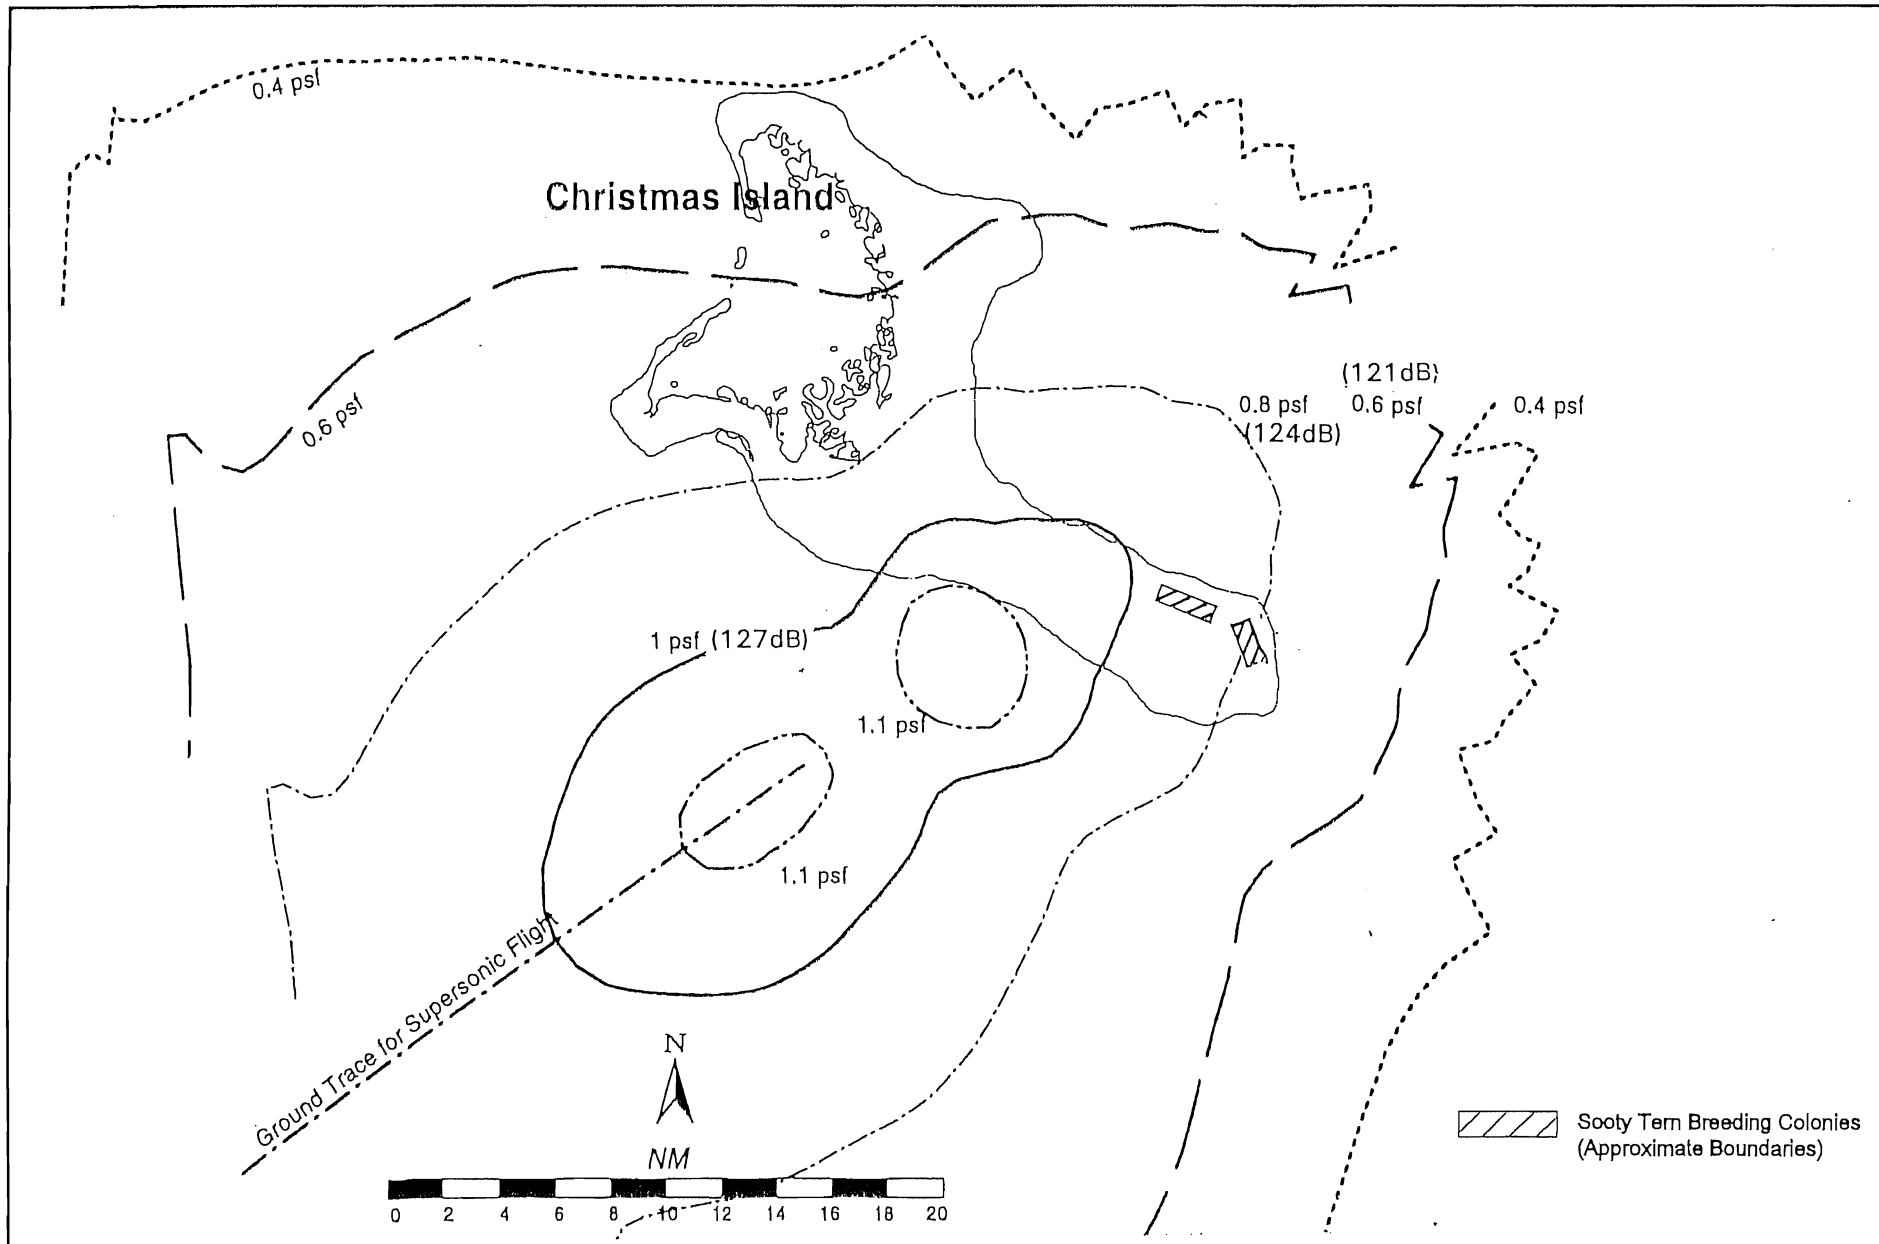 0.4 psf
Christmas Island
0.6 psf
(121dB)
0.8 psf
0.6 psf
0.4 psf
(124dB)
1 psf (127dB)
1.1 psf
1.1 psf
Ground Trace for Supersonic Flight
N
NM
0 2 4 6 8 10 12 14 16 18 20
Sooty Tern Breeding Colonies
(Approximate Boundaries)